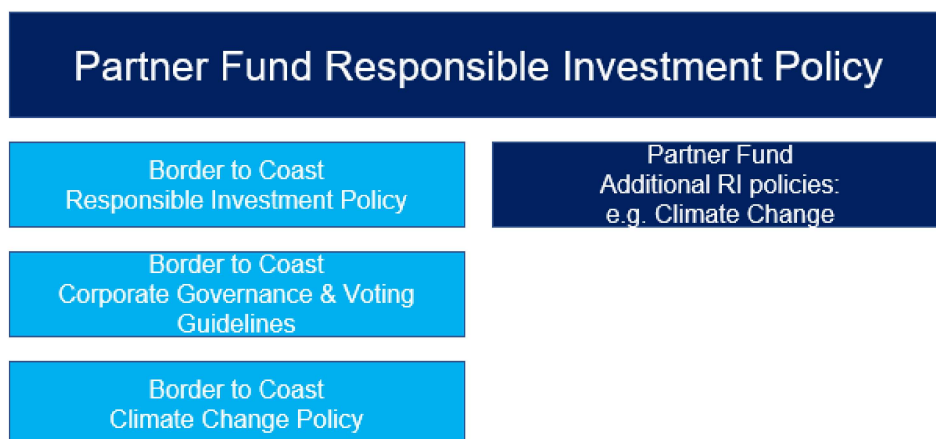 Partner Fund Responsible Investment Policy
Border to Coast
Responsible Investment Policy
Partner Fund
Additional RI policies:
e.g. Climate Change
Border to Coast
Corporate Governance & Voting
Guidelines
Border to Coast
Climate Change Policy